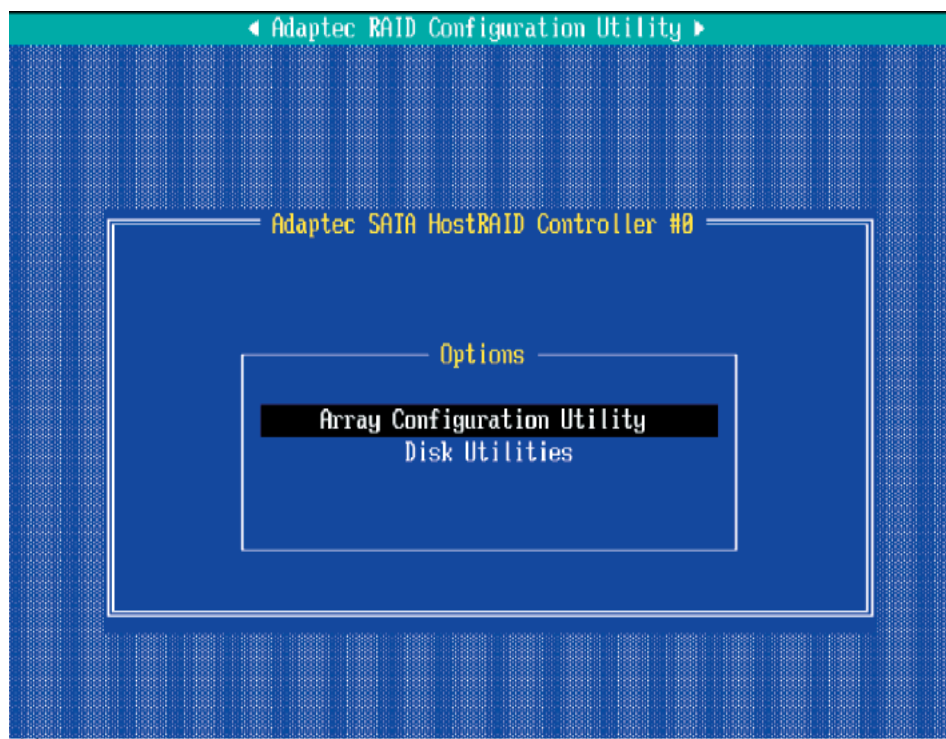 Adaptec RAID Configuration Utility
Adaptec SATA HostRAID Controller #0
Options
Array Configuration Utility
Disk Utilities